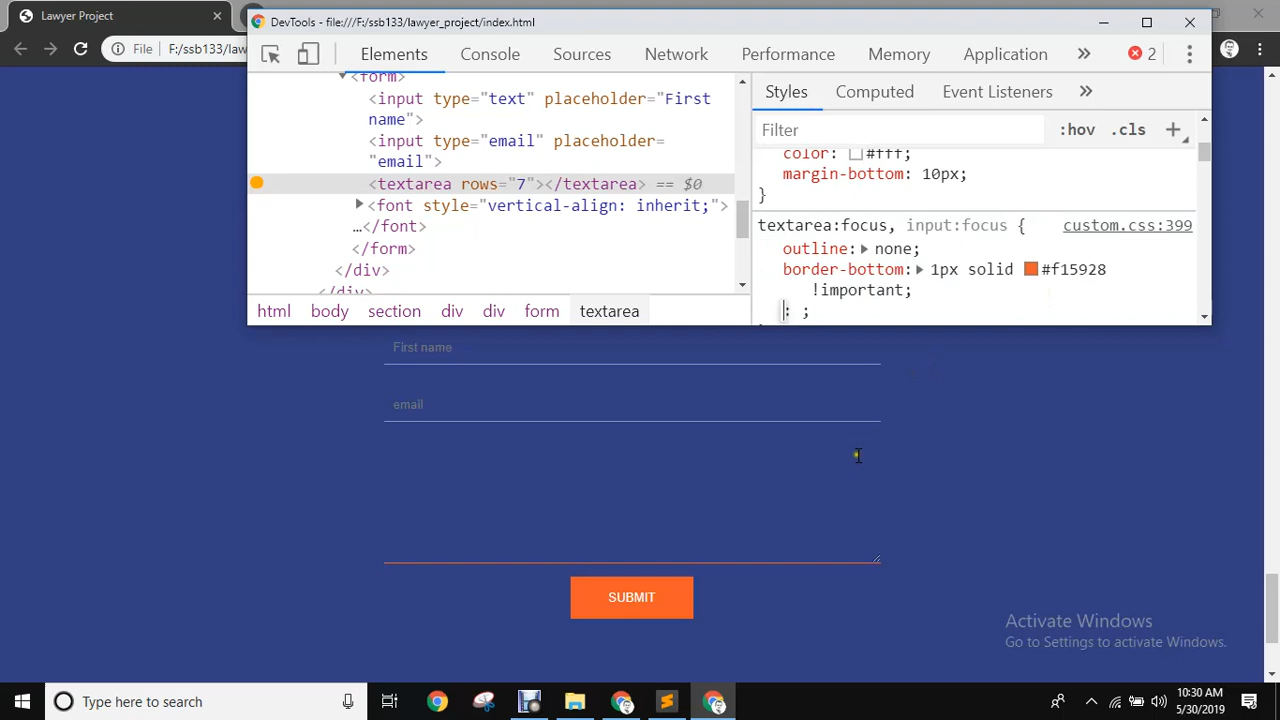 Lawyer Project
DevTools - file:///F:/ssb133/lawyer_project/index.html
File
F:/ssb133/law
Elements Console Sources Network Performance Memory Application » 2
<form>
<input type="text" placeholder="First
name">
<input type="email" placeholder=
"email">
<textarea rows="7"></textarea> == $0
<font style="vertical-align: inherit;">
…</font>
</form>
</div>
</div>
html body section div div form textarea
Styles Computed Event Listeners »
Filter
:hov .cls +
color: #fff;
margin-bottom: 10px;
}
textarea:focus, input:focus { custom.css:399
outline: none;
border-bottom: 1px solid #f15928
!important;
: ;
First name
email
SUBMIT
Activate Windows
Go to Settings to activate Windows.
Type here to search
10:30 AM
5/30/2019